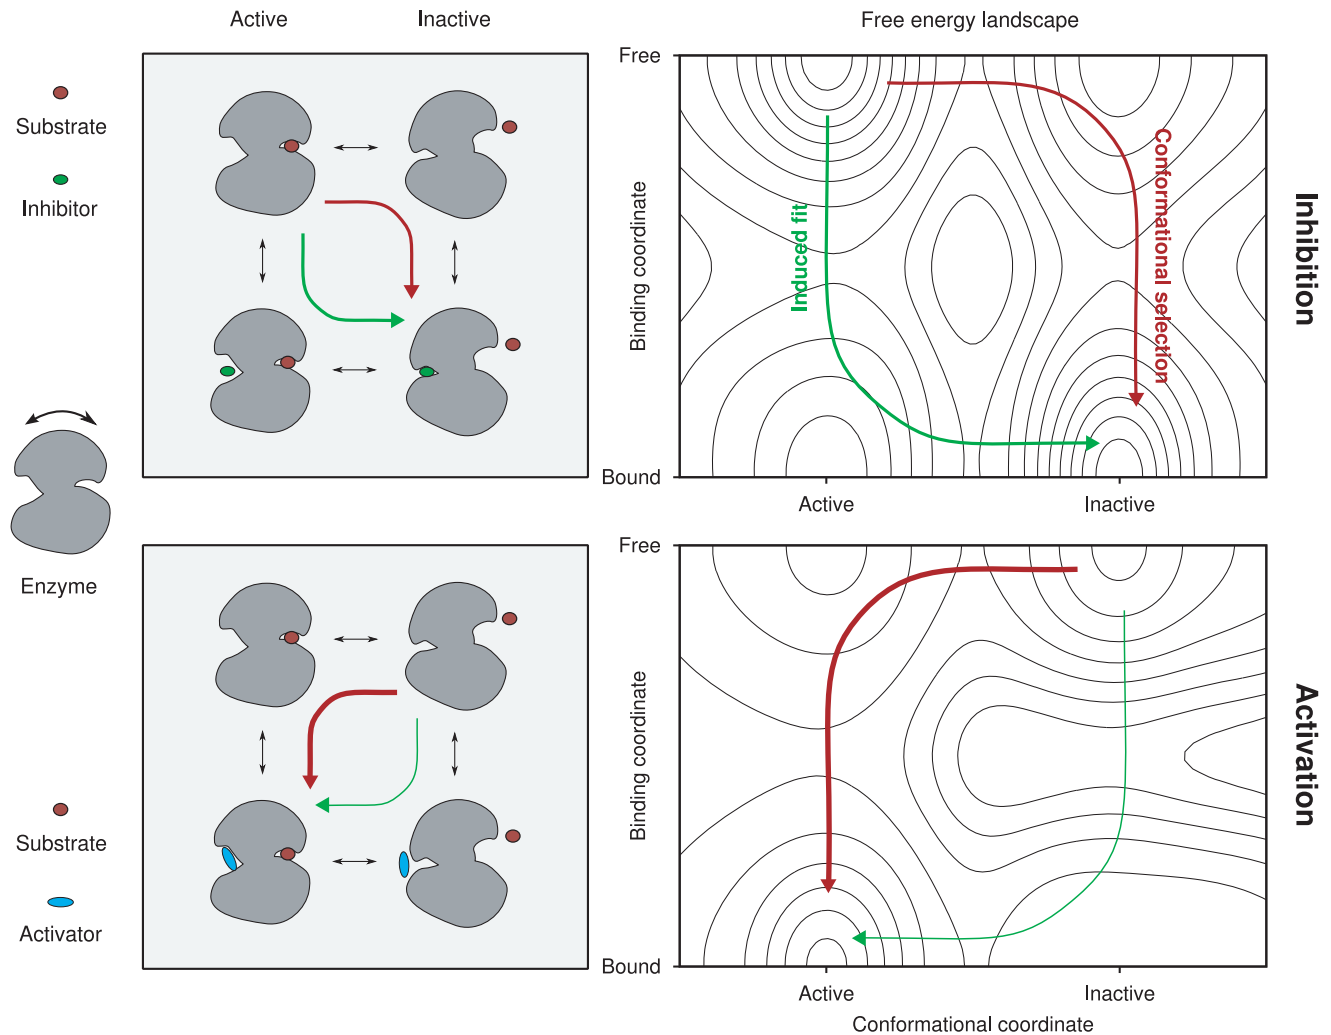 Active
Inactive
Free energy landscape
Substrate
Inhibitor
Enzyme
Substrate
Activator
Free
Binding coordinate
Bound
Induced fit
Conformational selection
Active
Inactive
Inhibition
Free
Binding coordinate
Bound
Active
Inactive
Conformational coordinate
Activation